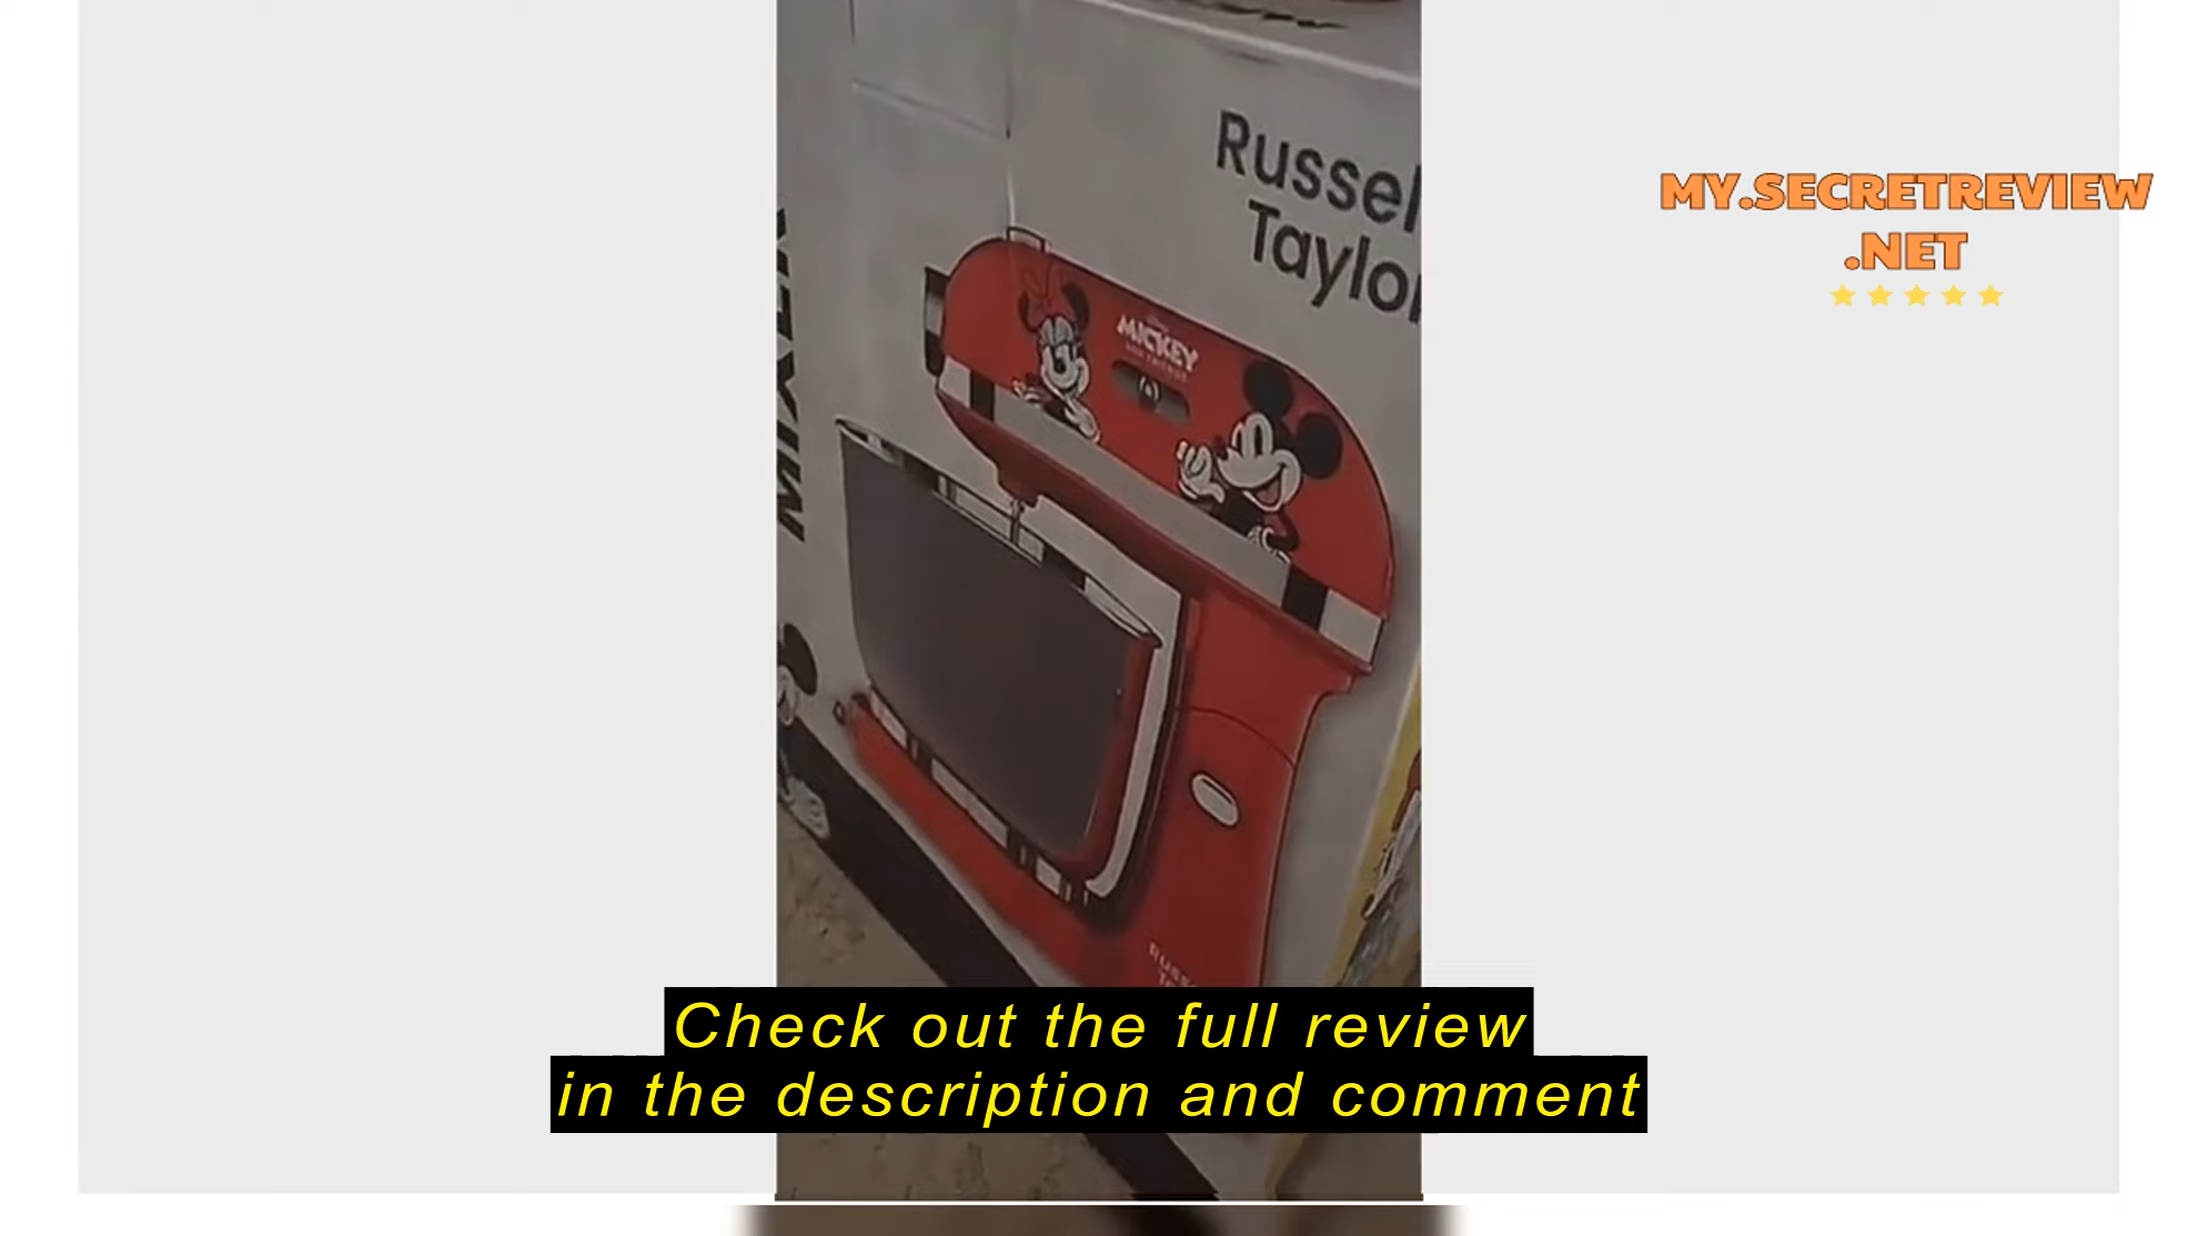 Russel
Taylo
MY.SECRETREVIEW
.NET
MICKEY
MIXER
Check out the full review
in the description and comment